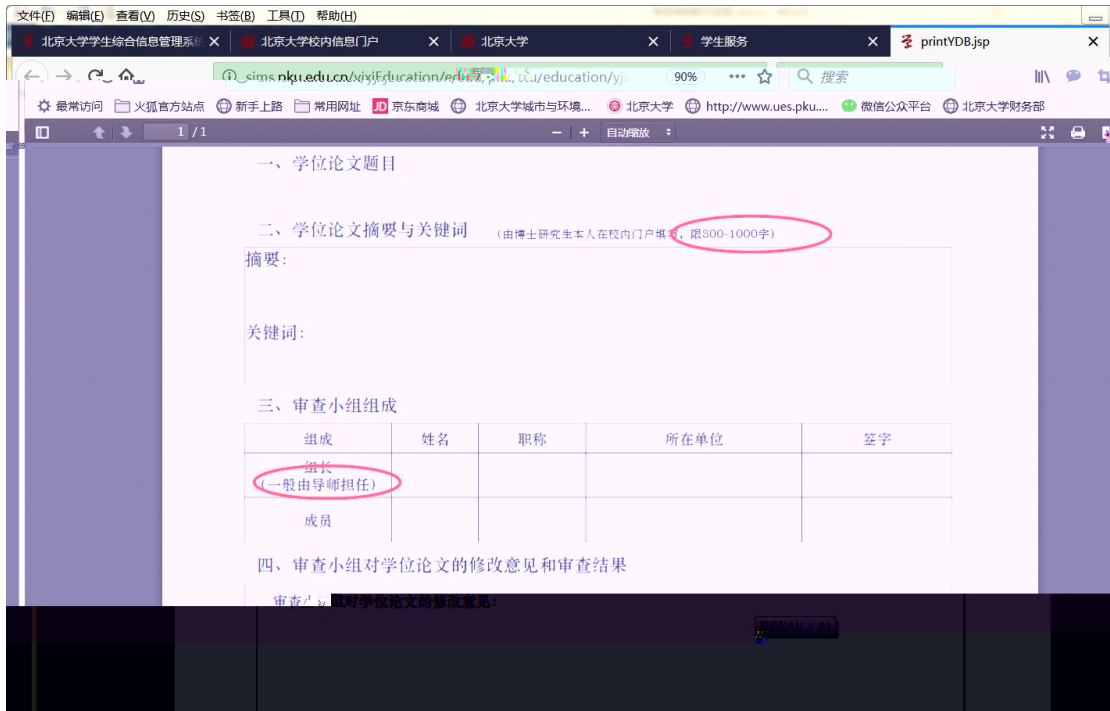 文件(F) 编辑(E) 查看(V) 历史(S) 书签(B) 工具(T) 帮助(H)
北京大学学生综合信息管理系统 北京大学校内信息门户 北京大学 学生服务 printYDB.jsp
sims.pku.edu.cn 90% 搜索
最常访问 火狐官方站点 新手上路 常用网址 JD 京东商城 北京大学城市与环境... 北京大学 http://www.ues.pku.... 微信公众平台 北京大学财务部
1 / 1 自动缩放
一、学位论文题目
二、学位论文摘要与关键词 (由博士研究生本人在校内门户填写, 限800-1000字)
摘要:
关键词:
三、审查小组组成
组成 姓名 职称 所在单位 签字
组长
(一般由导师担任)
成员
四、审查小组对学位论文的修改意见和审查结果
审查小组对学位论文的修改意见: